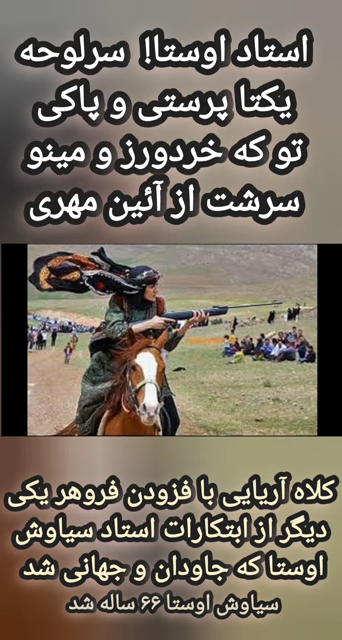 استاد اوستا! سرلوحه
یکتا پرستی و پاکی
تو که خردورز و مینو
سرشت از آئین مهری
کلاه آریایی با فزودن فروهر یکی
دیگر از ابتکارات استاد سیاوش
اوستا که جاودان و جهانی شد
سیاوش اوستا ۶۶ ساله شد